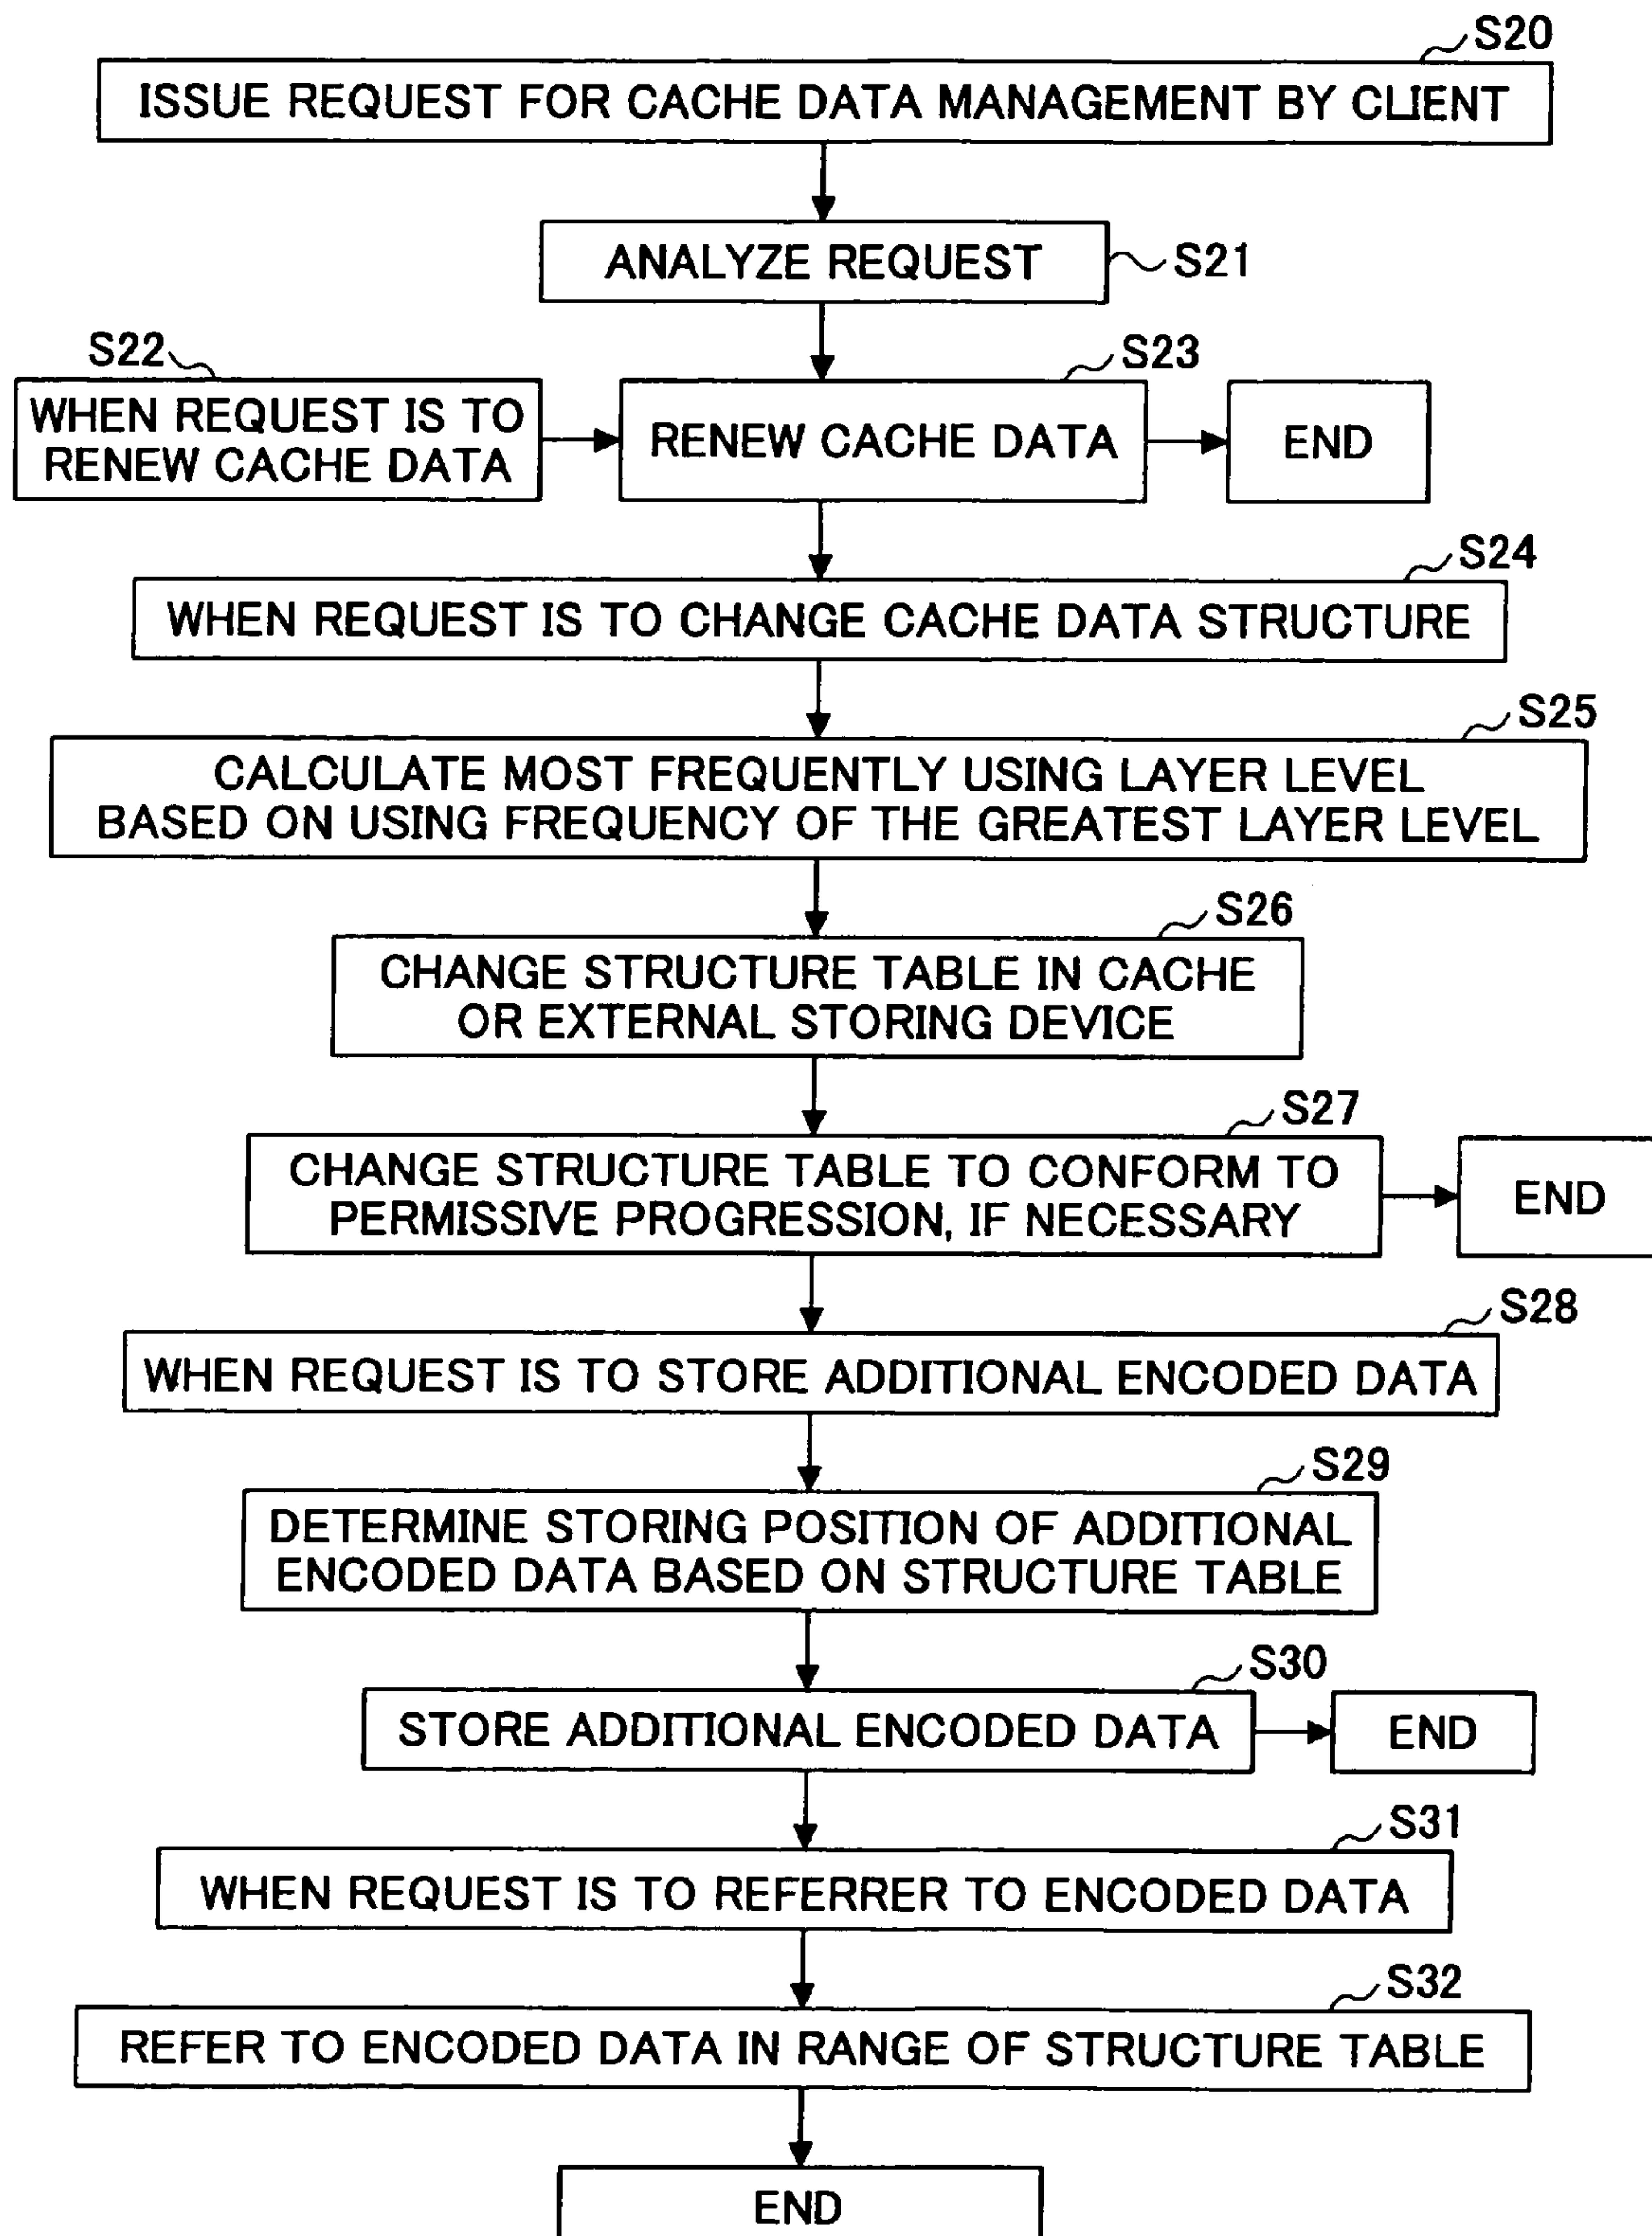 S20
ISSUE REQUEST FOR CACHE DATA MANAGEMENT BY CLIENT
ANALYZE REQUEST
S21
S22
WHEN REQUEST IS TO
RENEW CACHE DATA
S23
RENEW CACHE DATA
END
S24
WHEN REQUEST IS TO CHANGE CACHE DATA STRUCTURE
S25
CALCULATE MOST FREQUENTLY USING LAYER LEVEL
BASED ON USING FREQUENCY OF THE GREATEST LAYER LEVEL
S26
CHANGE STRUCTURE TABLE IN CACHE
OR EXTERNAL STORING DEVICE
S27
CHANGE STRUCTURE TABLE TO CONFORM TO
PERMISSIVE PROGRESSION, IF NECESSARY
END
S28
WHEN REQUEST IS TO STORE ADDITIONAL ENCODED DATA
S29
DETERMINE STORING POSITION OF ADDITIONAL
ENCODED DATA BASED ON STRUCTURE TABLE
S30
STORE ADDITIONAL ENCODED DATA
END
S31
WHEN REQUEST IS TO REFERRER TO ENCODED DATA
S32
REFER TO ENCODED DATA IN RANGE OF STRUCTURE TABLE
END